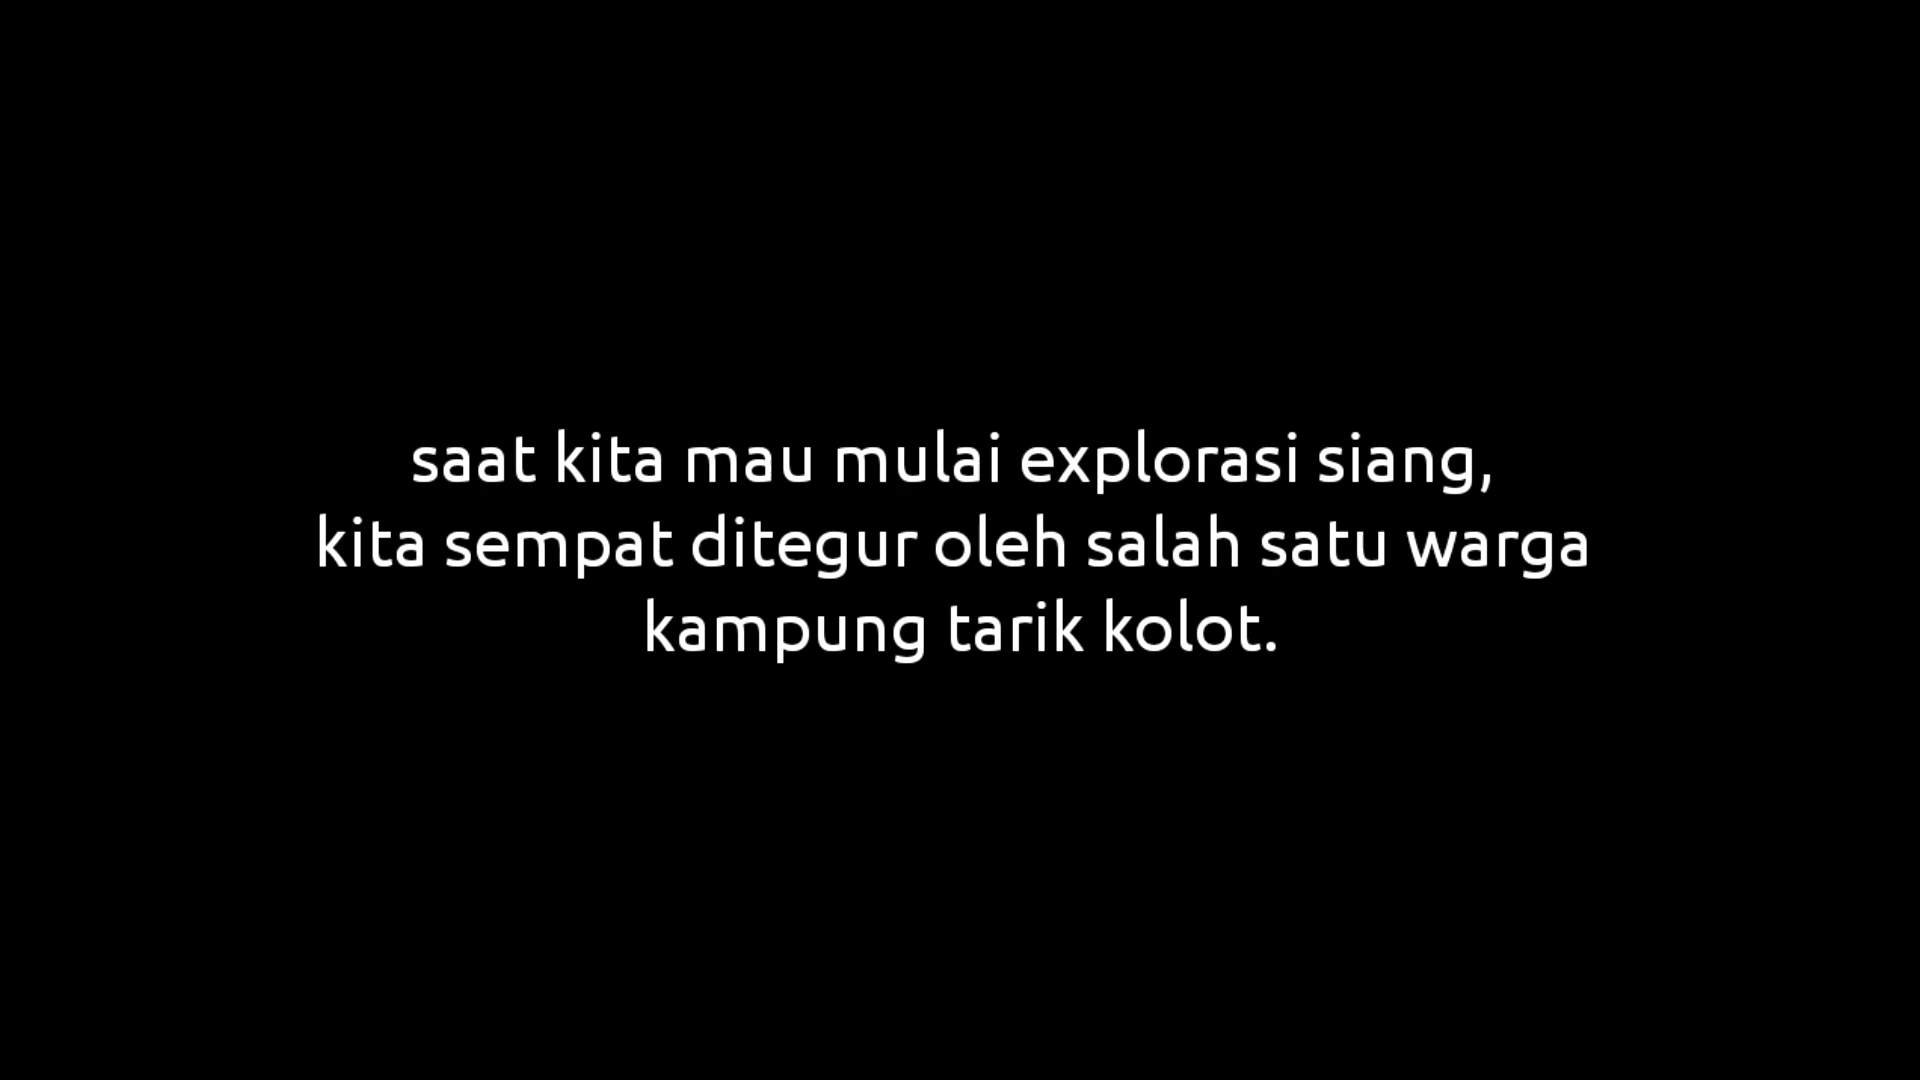 saat kita mau mulai explorasi siang,
kita sempat ditegur oleh salah satu warga
kampung tarik kolot.